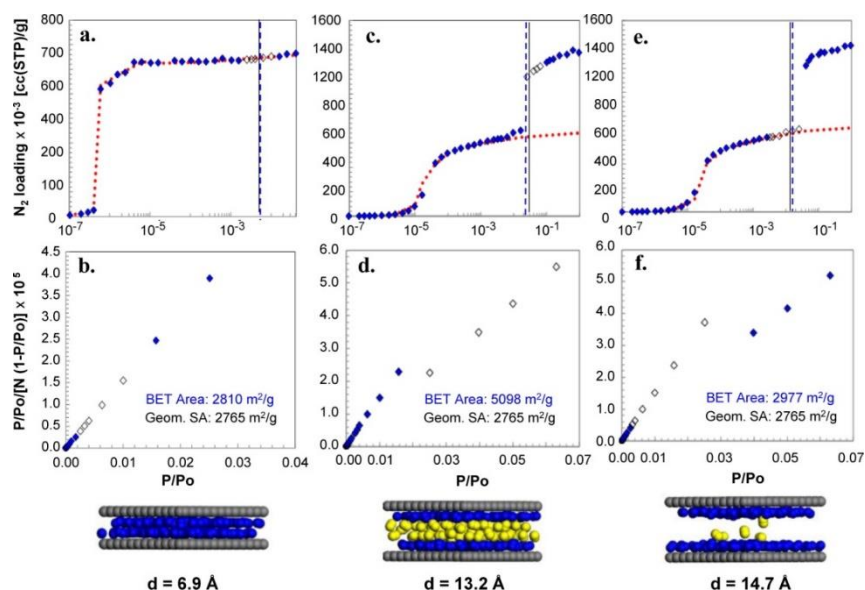 a.
c.
e.
N2 loading x 10-3 [cc(STP)/g]
800
700
600
500
400
300
200
100
0
10-7
10-5
10-3
1600
1400
1200
1000
800
600
400
200
0
10-7
10-5
10-3
10-1
1600
1400
1200
1000
800
600
400
200
0
10-7
10-5
10-3
10-1
b.
d.
f.
P/Po/[N (1-P/Po)] x 10 5
4.5
4.0
3.5
3.0
2.5
2.0
1.5
1.0
0.5
0.0
0.00 0.01 0.02 0.03 0.04
BET Area: 2810 m2/g
Geom. SA: 2765 m2/g
P/Po
6.0
5.0
4.0
3.0
2.0
1.0
0.0
0.00 0.01 0.03 0.05 0.07
BET Area: 5098 m2/g
Geom. SA: 2765 m2/g
P/Po
6.0
5.0
4.0
3.0
2.0
1.0
0.0
0.00 0.01 0.03 0.05 0.07
BET Area: 2977 m2/g
Geom. SA: 2765 m2/g
P/Po
d = 6.9 Å
d = 13.2 Å
d = 14.7 Å